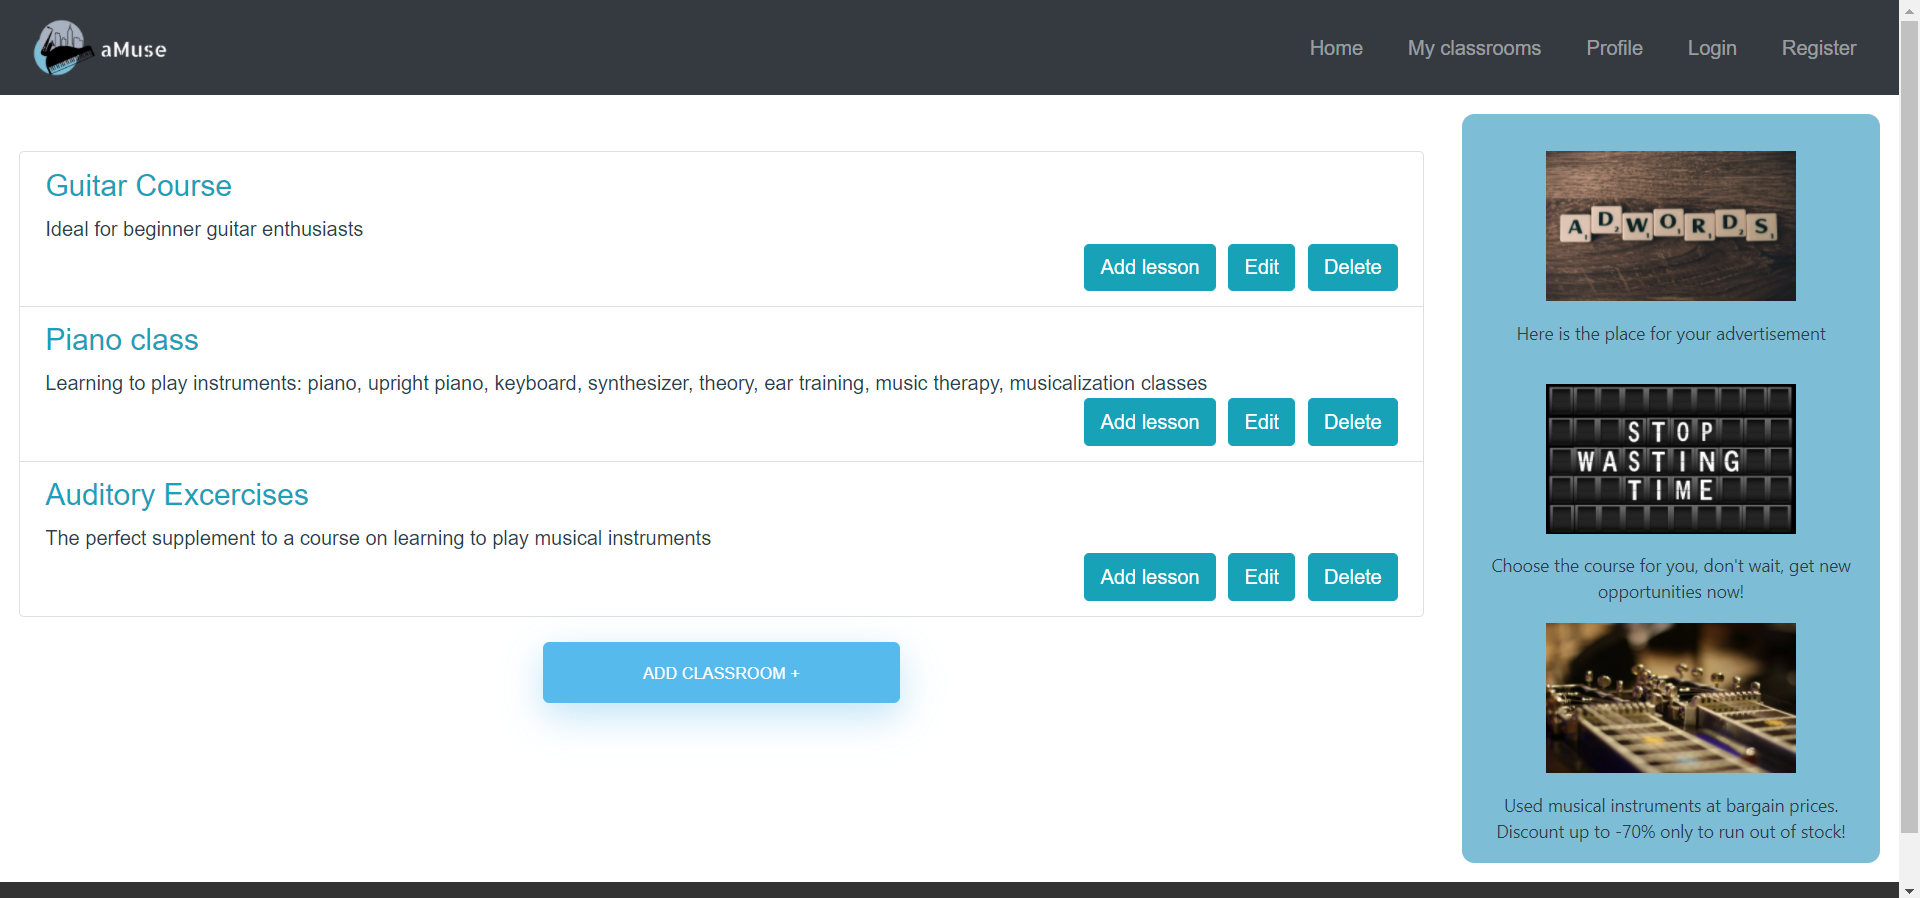 aMuse
Home My classrooms Profile Login Register
Guitar Course
Ideal for beginner guitar enthusiasts
Add lesson Edit Delete
Piano class
Learning to play instruments: piano, upright piano, keyboard, synthesizer, theory, ear training, music therapy, musicalization classes
Add lesson Edit Delete
Auditory Excercises
The perfect supplement to a course on learning to play musical instruments
Add lesson Edit Delete
ADD CLASSROOM +
ADWORDS
Here is the place for your advertisement
STOP
WASTING
TIME
Choose the course for you, don't wait, get new
opportunities now!
Used musical instruments at bargain prices.
Discount up to -70% only to run out of stock!